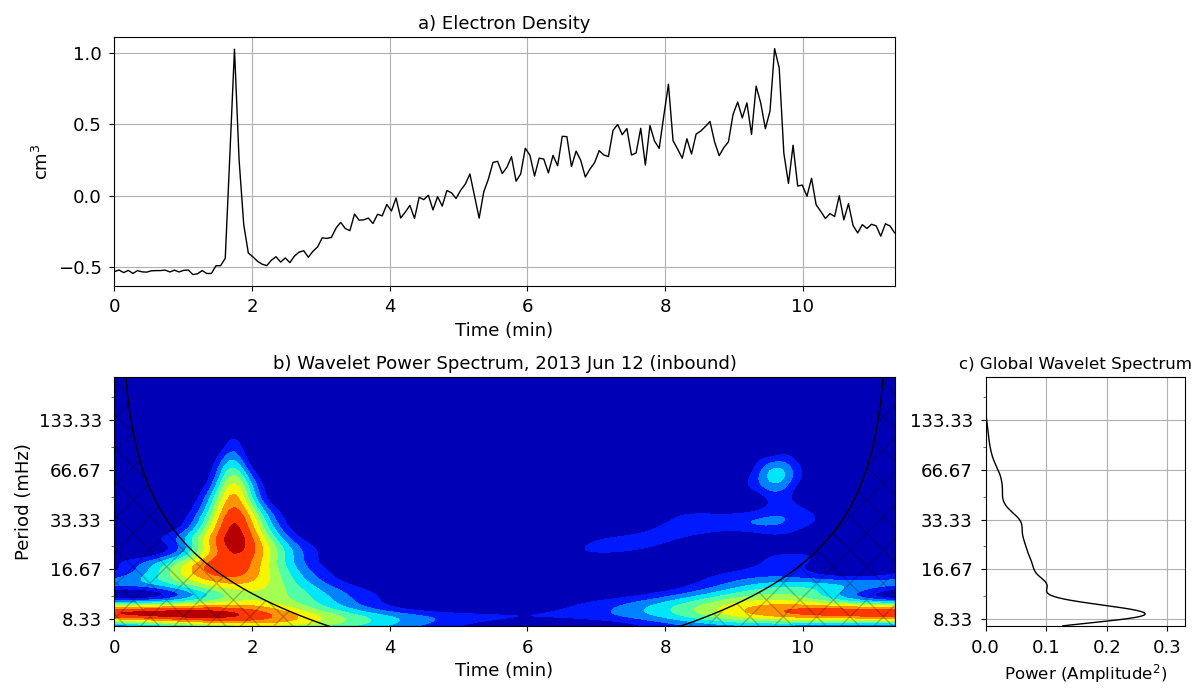 a) Electron Density
1.0
0.5
0.0
−0.5
cm³
0 2 4 6 8 10
Time (min)
b) Wavelet Power Spectrum, 2013 Jun 12 (inbound)
133.33
66.67
33.33
16.67
8.33
Period (mHz)
0 2 4 6 8 10
Time (min)
c) Global Wavelet Spectrum
133.33
66.67
33.33
16.67
8.33
0.0 0.1 0.2 0.3
Power (Amplitude²)